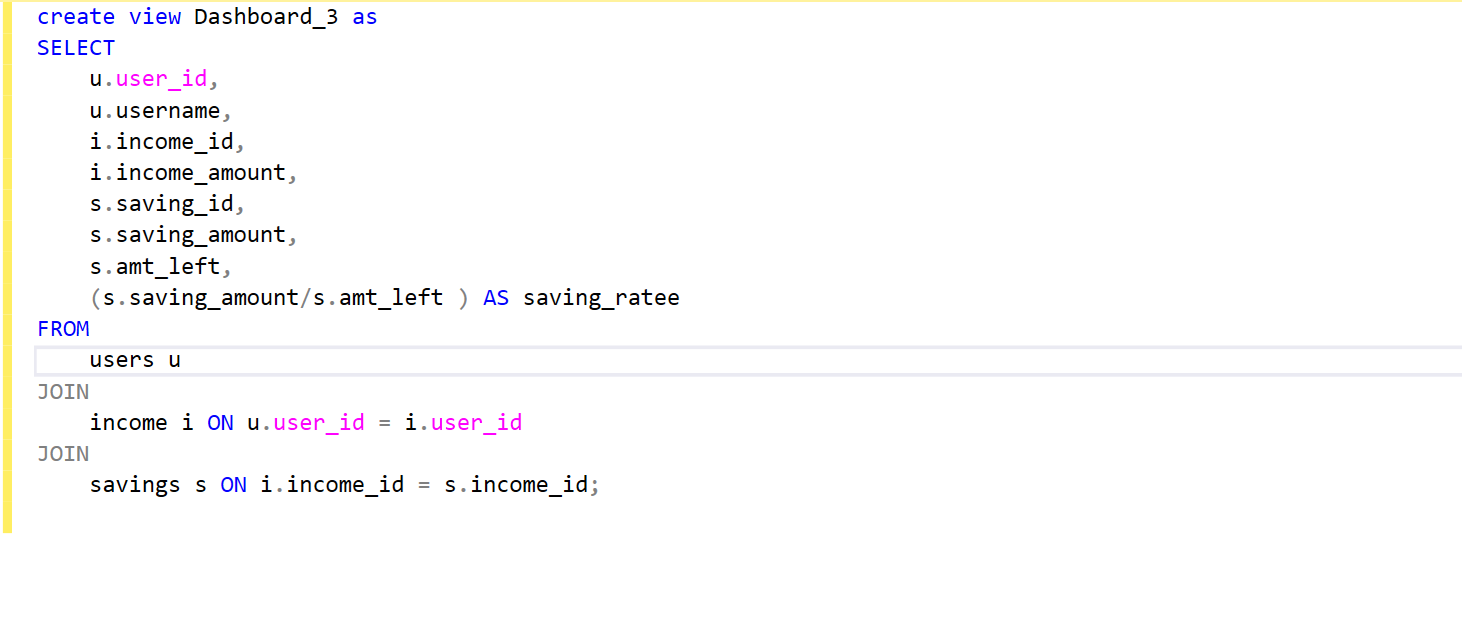 create view Dashboard_3 as
SELECT
    u.user_id,
    u.username,
    i.income_id,
    i.income_amount,
    s.saving_id,
    s.saving_amount,
    s.amt_left,
    (s.saving_amount/s.amt_left ) AS saving_ratee
FROM
    users u
JOIN
    income i ON u.user_id = i.user_id
JOIN
    savings s ON i.income_id = s.income_id;